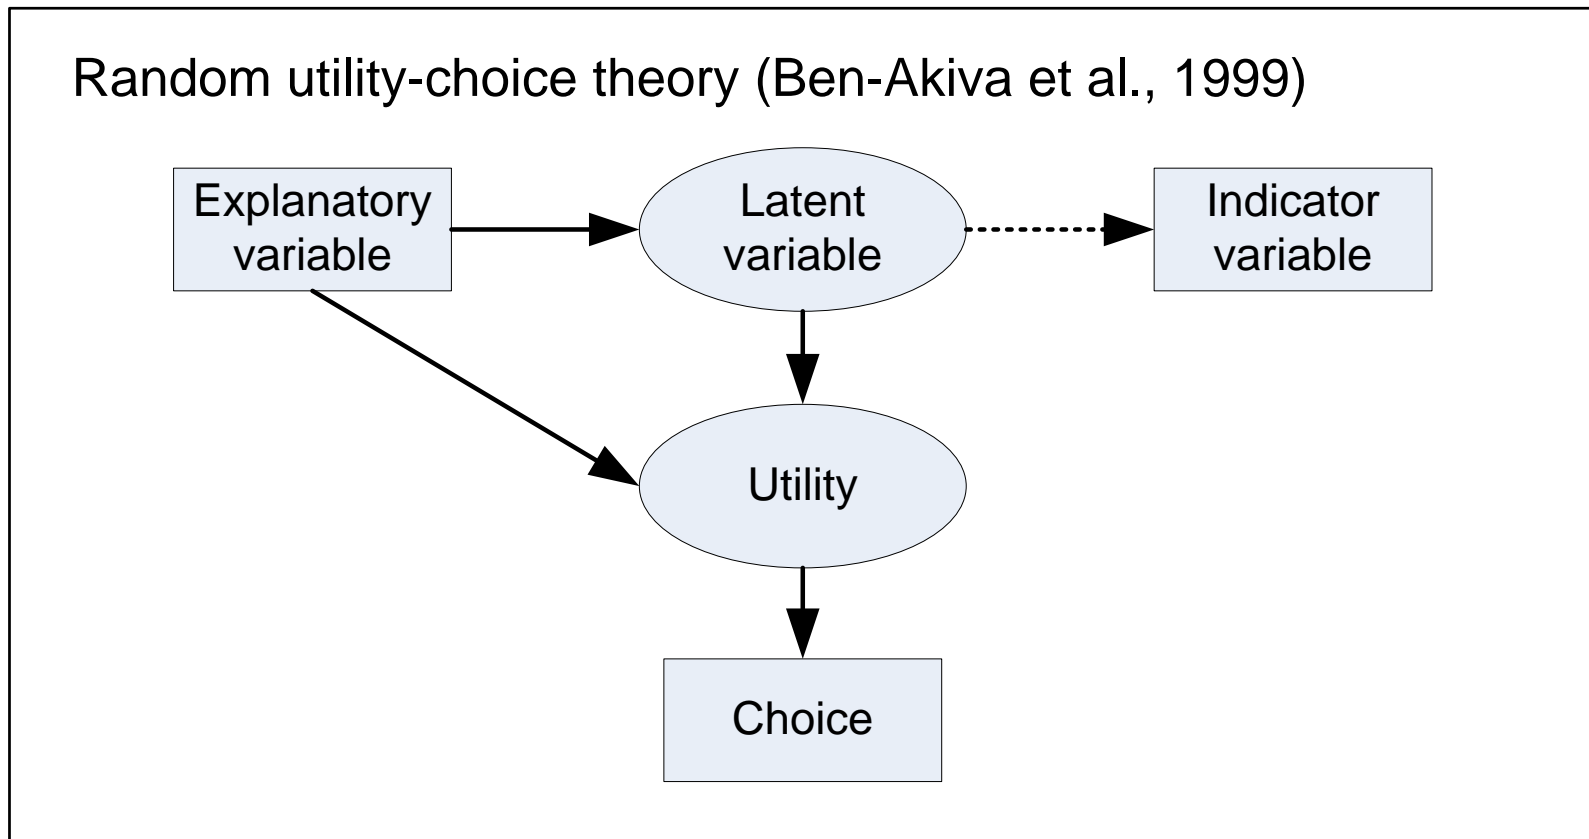 Random utility-choice theory (Ben-Akiva et al., 1999)
Explanatory
variable
Latent
variable
Indicator
variable
Utility
Choice